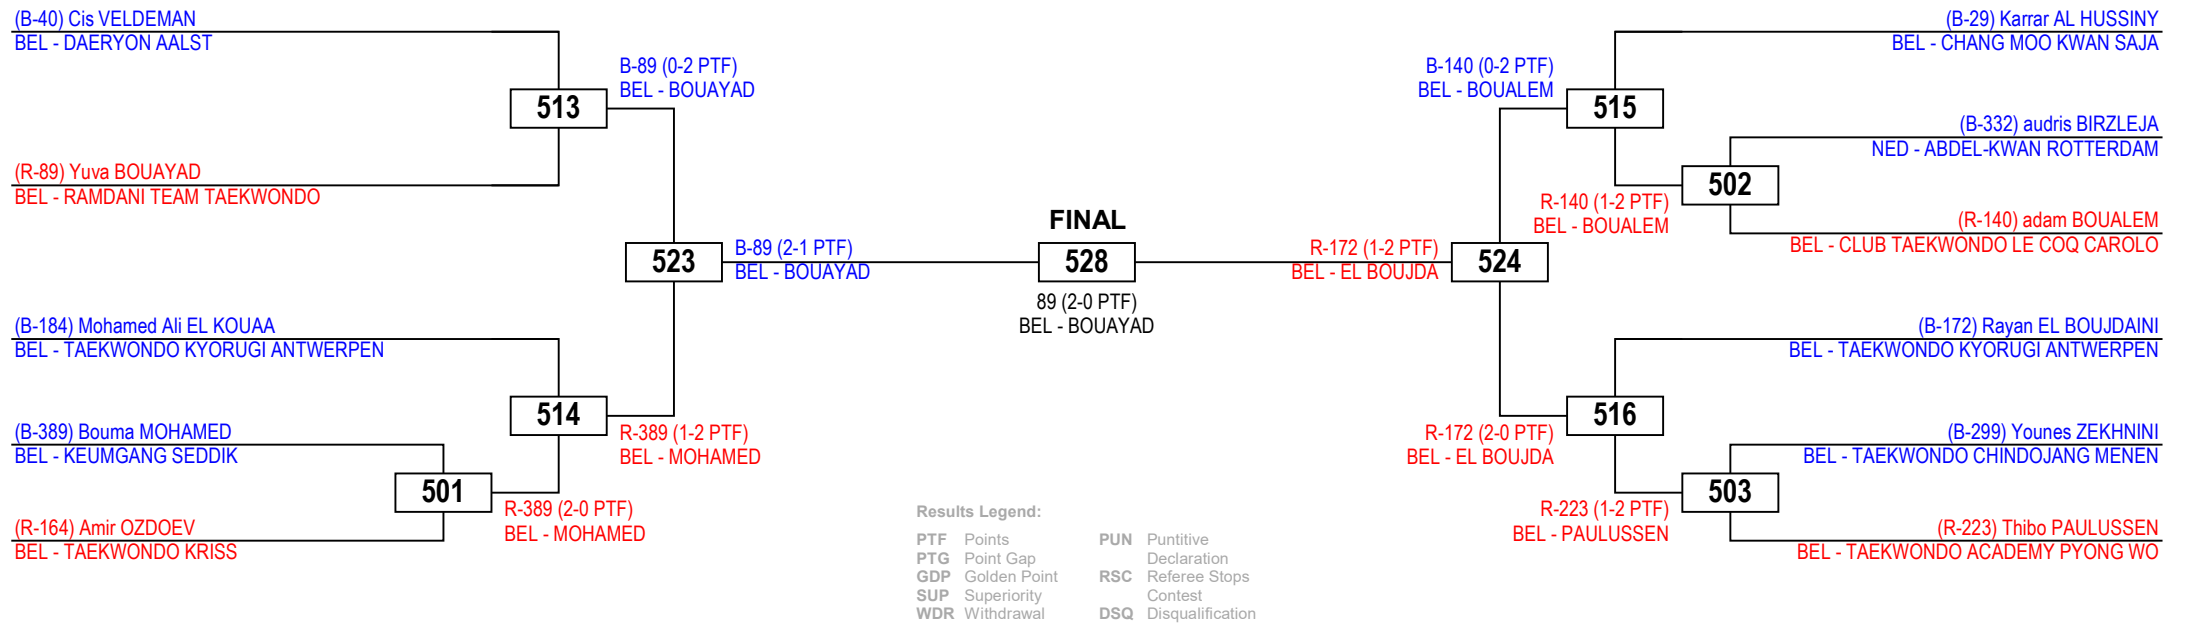 (B-40) Cis VELDEMAN
BEL - DAERYON AALST
B-89 (0-2 PTF)
BEL - BOUAYAD
513
(R-89) Yuva BOUAYAD
BEL - RAMDANI TEAM TAEKWONDO
523
B-89 (2-1 PTF)
BEL - BOUAYAD
(B-184) Mohamed Ali EL KOUAA
BEL - TAEKWONDO KYORUGI ANTWERPEN
514
R-389 (1-2 PTF)
BEL - MOHAMED
(B-389) Bouma MOHAMED
BEL - KEUMGANG SEDDIK
501
R-389 (2-0 PTF)
BEL - MOHAMED
(R-164) Amir OZDOEV
BEL - TAEKWONDO KRISS
FINAL
528
89 (2-0 PTF)
BEL - BOUAYAD
(B-29) Karrar AL HUSSINY
BEL - CHANG MOO KWAN SAJA
B-140 (0-2 PTF)
BEL - BOUALEM
515
(B-332) audris BIRZLEJA
NED - ABDEL-KWAN ROTTERDAM
502
R-140 (1-2 PTF)
BEL - BOUALEM
(R-140) adam BOUALEM
BEL - CLUB TAEKWONDO LE COQ CAROLO
R-172 (1-2 PTF)
BEL - EL BOUJDA
524
(B-172) Rayan EL BOUJDAINI
BEL - TAEKWONDO KYORUGI ANTWERPEN
516
R-172 (2-0 PTF)
BEL - EL BOUJDA
(B-299) Younes ZEKHNINI
BEL - TAEKWONDO CHINDOJANG MENEN
503
R-223 (1-2 PTF)
BEL - PAULUSSEN
(R-223) Thibo PAULUSSEN
BEL - TAEKWONDO ACADEMY PYONG WO
Results Legend:
PTF Points
PTG Point Gap
GDP Golden Point
SUP Superiority
WDR Withdrawal
PUN Puntitive
Declaration
RSC Referee Stops
Contest
DSQ Disqualification